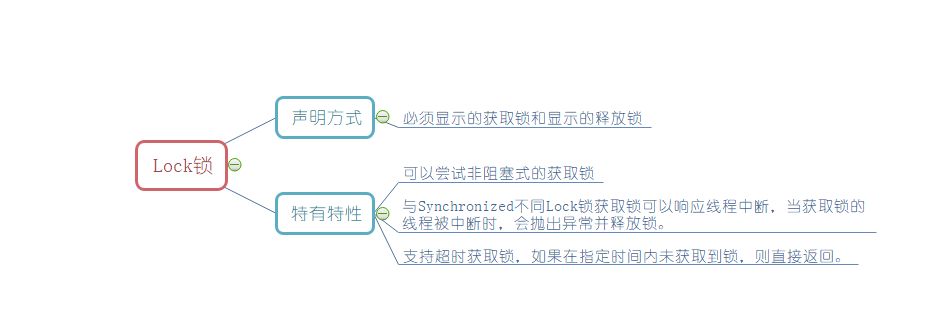 声明方式
必须显示的获取锁和显示的释放锁
Lock锁
可以尝试非阻塞式的获取锁
特有特性
与Synchronized不同Lock锁获取锁可以响应线程中断，当获取锁的
线程被中断时，会抛出异常并释放锁。
支持超时获取锁，如果在指定时间内未获取到锁，则直接返回。